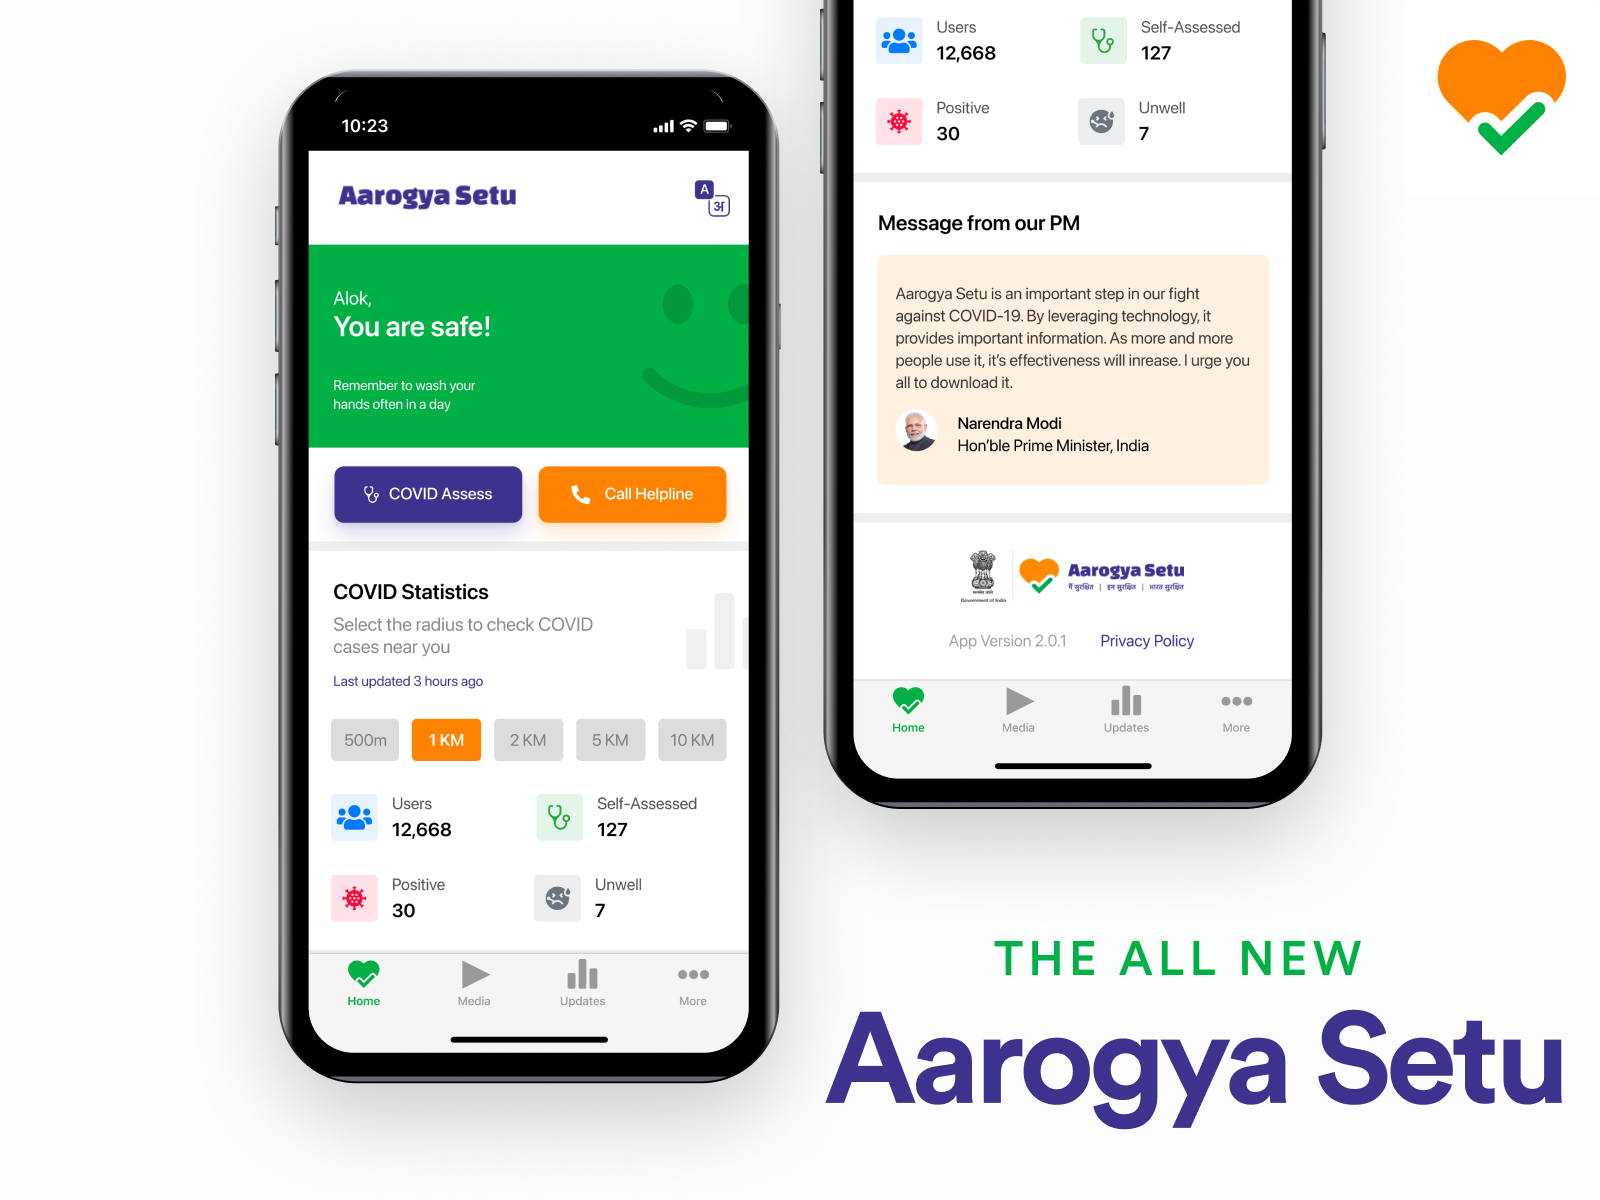 10:23
Aarogya Setu
A
अ
Alok,
You are safe!
Remember to wash your
hands often in a day
COVID Assess
Call Helpline
COVID Statistics
Select the radius to check COVID
cases near you
Last updated 3 hours ago
500m
1 KM
2 KM
5 KM
10 KM
Users
12,668
Self-Assessed
127
Positive
30
Unwell
7
Home
Media
Updates
More
Users
12,668
Self-Assessed
127
Positive
30
Unwell
7
Message from our PM
Aarogya Setu is an important step in our fight
against COVID-19. By leveraging technology, it
provides important information. As more and more
people use it, it's effectiveness will inrease. I urge you
all to download it.
Narendra Modi
Hon'ble Prime Minister, India
सत्यमेव जयते
Government of India
Aarogya Setu
मैं सुरक्षित | हम सुरक्षित | भारत सुरक्षित
App Version 2.0.1
Privacy Policy
Home
Media
Updates
More
THE ALL NEW
Aarogya Setu